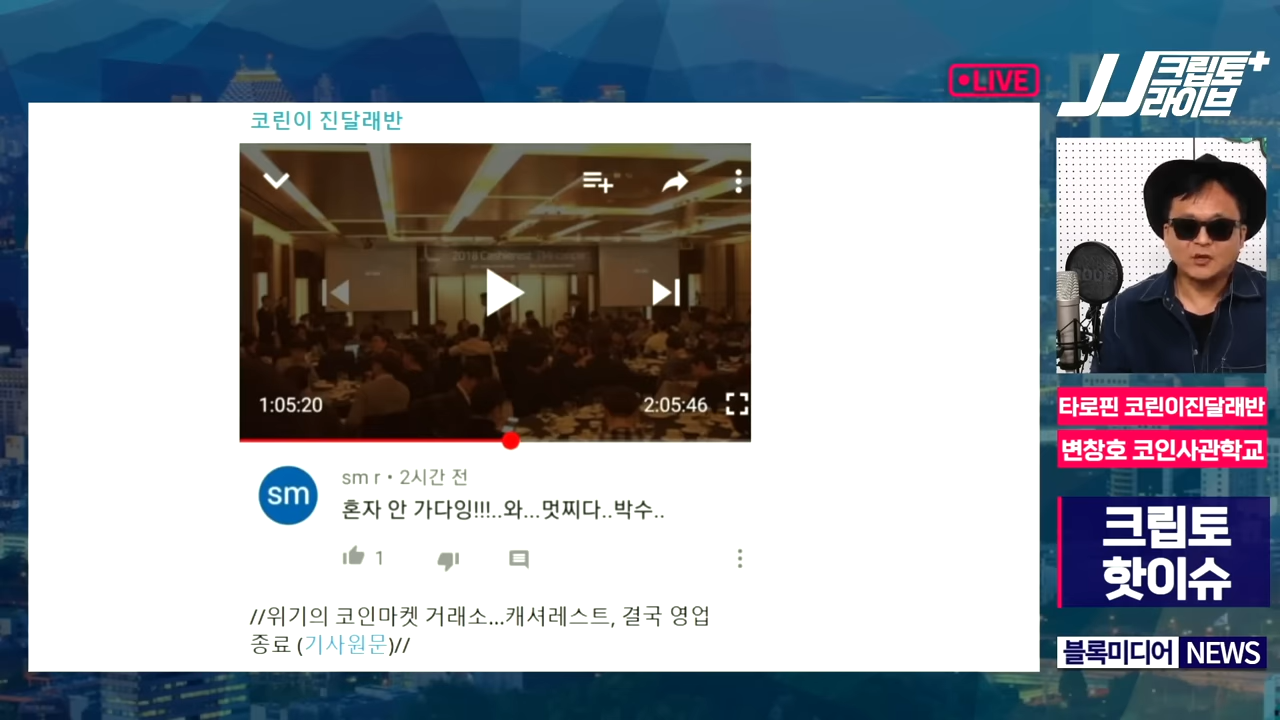 코린이 진달래반
2018 Cashierest
1:05:20
2:05:46
sm
sm r • 2시간 전
혼자 안 가다잉!!!..와...멋찌다..박수..
1
//위기의 코인마켓 거래소...캐셔레스트, 결국 영업
종료 (기사원문)//
LIVE
JJ 크립토+
라이브
RODE
타로핀 코린이진달래반
변창호 코인사관학교
크립토
핫이슈
블록미디어 NEWS